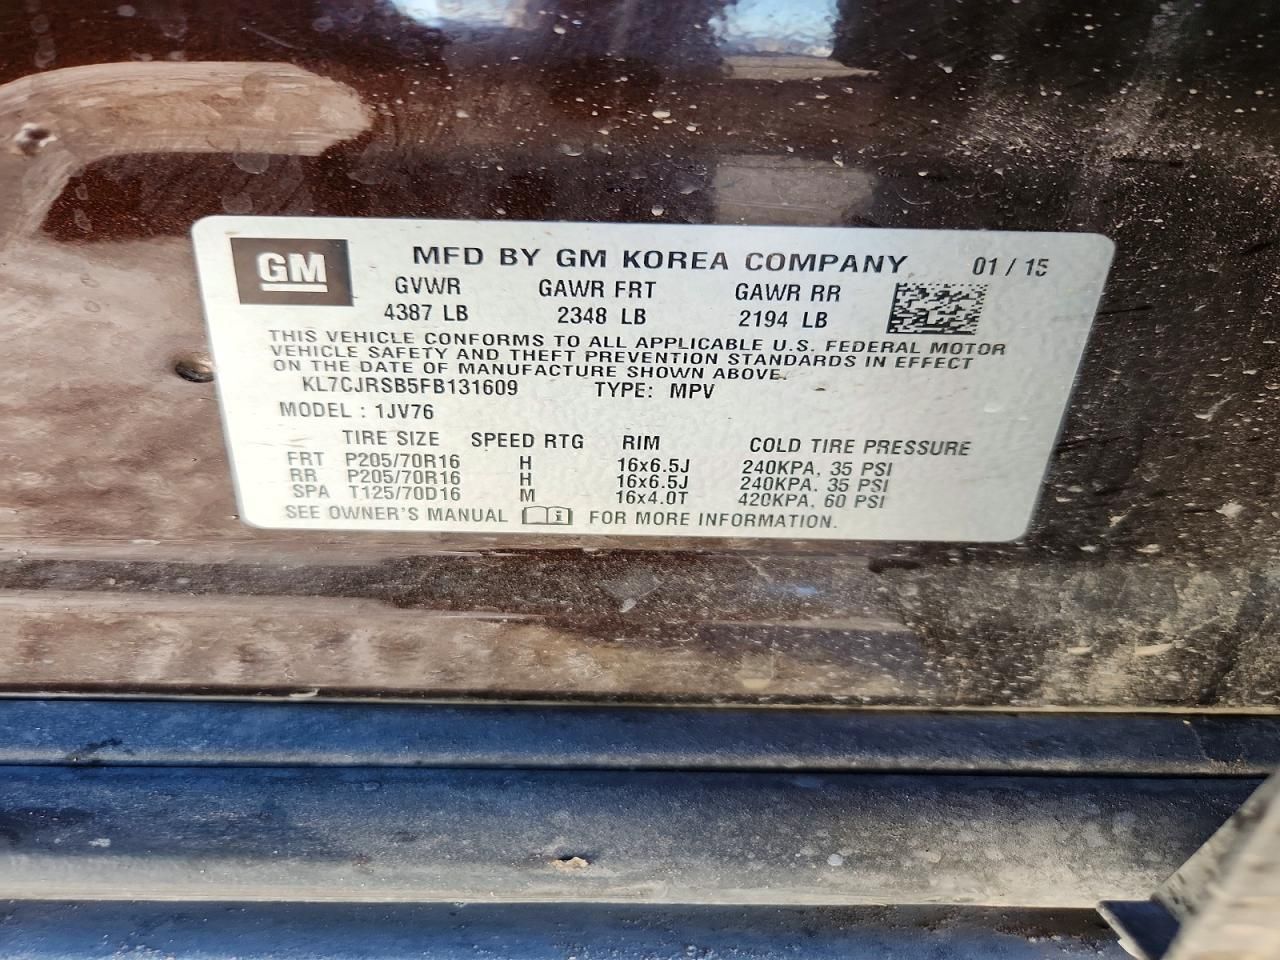 GM
MFD BY GM KOREA COMPANY 01 / 15
GVWR GAWR FRT GAWR RR
4387 LB 2348 LB 2194 LB
THIS VEHICLE CONFORMS TO ALL APPLICABLE U.S. FEDERAL MOTOR
VEHICLE SAFETY AND THEFT PREVENTION STANDARDS IN EFFECT
ON THE DATE OF MANUFACTURE SHOWN ABOVE.
KL7CJRSB5FB131609 TYPE: MPV
MODEL : 1JV76
TIRE SIZE SPEED RTG RIM COLD TIRE PRESSURE
FRT P205/70R16 H 16x6.5J 240KPA, 35 PSI
RR P205/70R16 H 16x6.5J 240KPA, 35 PSI
SPA T125/70D16 M 16x4.0T 420KPA, 60 PSI
SEE OWNER'S MANUAL FOR MORE INFORMATION.